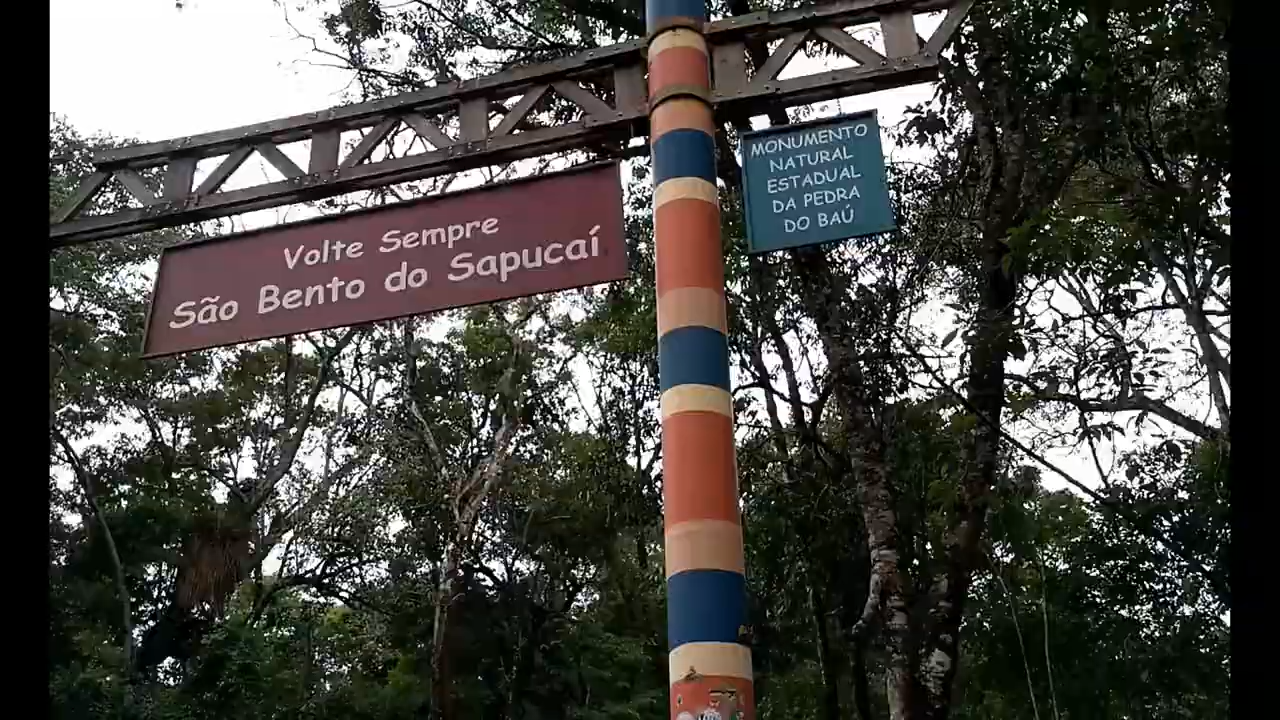 Volte Sempre
São Bento do Sapucaí
MONUMENTO
NATURAL
ESTADUAL
DA PEDRA
DO BAÚ